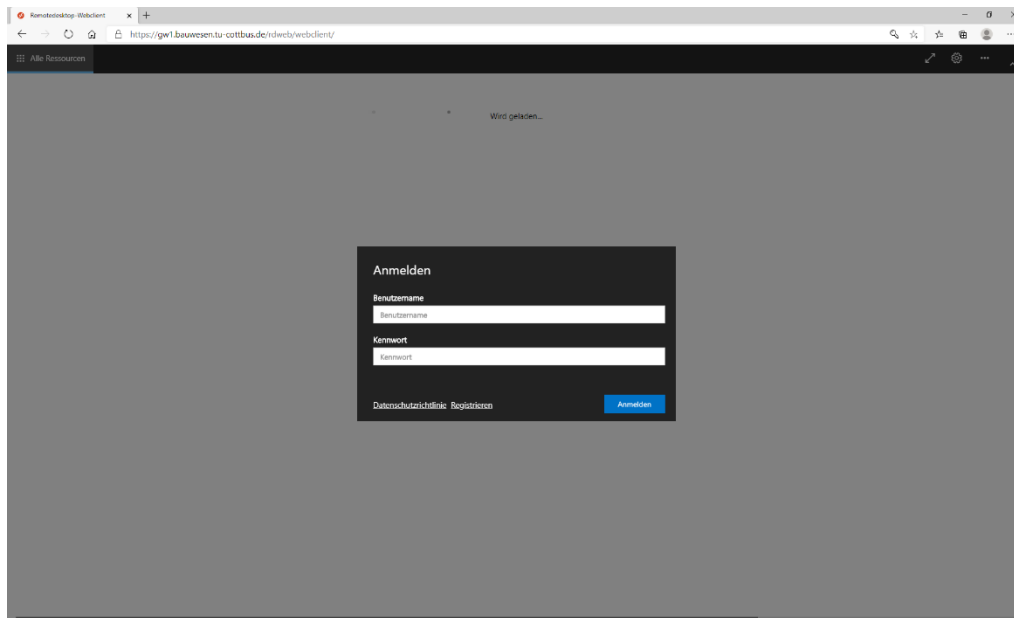 Remotedesktop-Webclient
https://gw1.bauwesen.tu-cottbus.de/rdweb/webclient/
Alle Ressourcen
Wird geladen...
Anmelden
Benutzername
Benutzername
Kennwort
Kennwort
Datenschutzrichtlinie Registrieren Anmelden